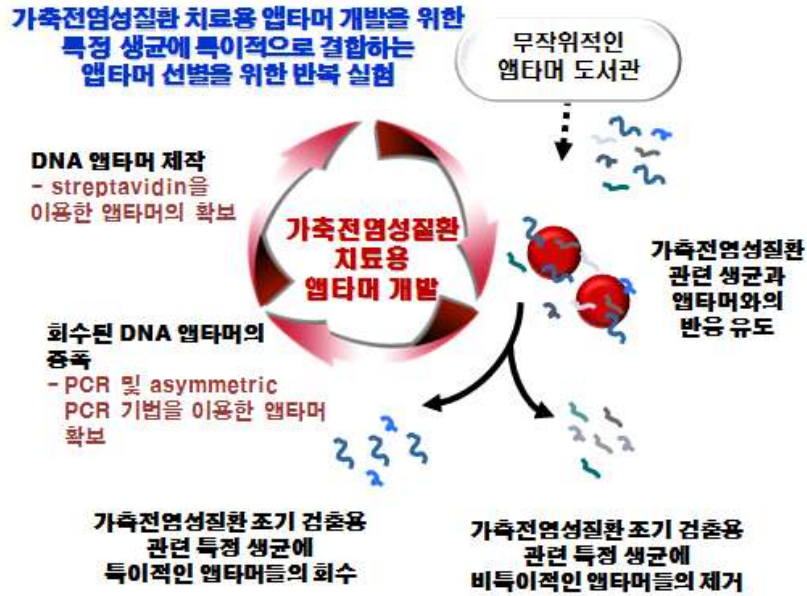 가축전염성질환 치료용 앱타머 개발을 위한
특정 생균에 특이적으로 결합하는
앱타머 선별을 위한 반복 실험
무작위적인
앱타머 도서관
DNA 앱타머 제작
- streptavidin을
이용한 앱타머의 확보
가축전염성질환
치료용
앱타머 개발
가축전염성질환
관련 생균과
앱타머와의
반응 유도
회수된 DNA 앱타머의
증폭
- PCR 및 asymmetric
PCR 기법을 이용한 앱타머
확보
가축전염성질환 조기 검출용
관련 특정 생균에
특이적인 앱타머들의 회수
가축전염성질환 조기 검출용
관련 특정 생균에
비특이적인 앱타머들의 제거